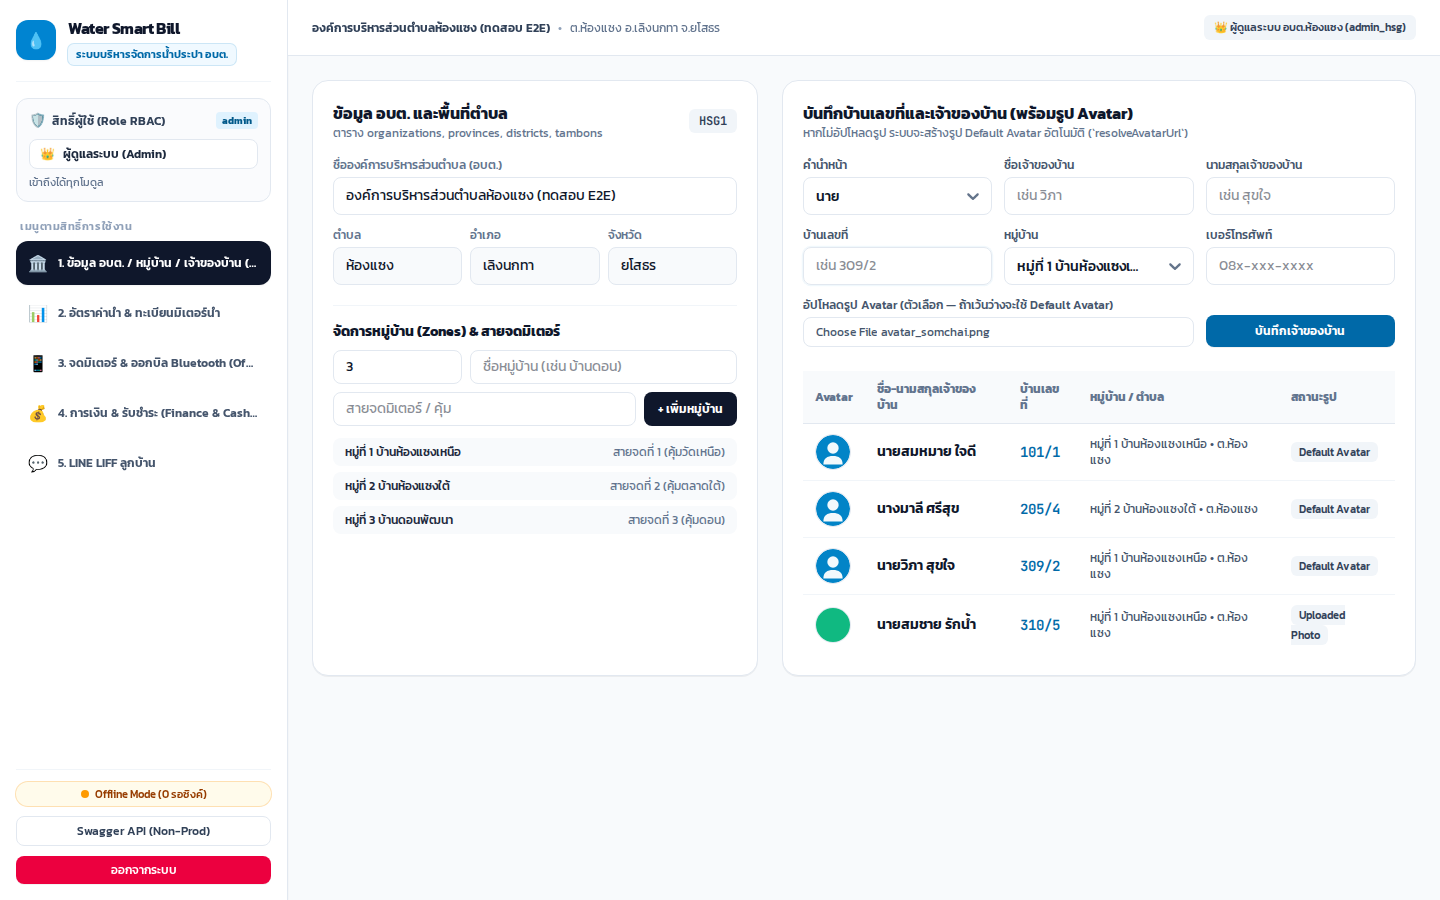 Water Smart Bill
ระบบบริหารจัดการน้ำประปา อบต.
สิทธิ์ผู้ใช้ (Role RBAC)
admin
ผู้ดูแลระบบ (Admin)
เข้าถึงได้ทุกโมดูล
เมนูตามสิทธิ์การใช้งาน
1. ข้อมูล อบต. / หมู่บ้าน / เจ้าของบ้าน (...
2. อัตราค่าน้ำ & ทะเบียนมิเตอร์น้ำ
3. จดมิเตอร์ & ออกบิล Bluetooth (Of...
4. การเงิน & รับชำระ (Finance & Cash...
5. LINE LIFF ลูกบ้าน
Offline Mode (0 รอซิงค์)
Swagger API (Non-Prod)
ออกจากระบบ
องค์การบริหารส่วนตำบลห้องแซง (ทดสอบ E2E) • ต.ห้องแซง อ.เลิงนกทา จ.ยโสธร
ผู้ดูแลระบบ อบต.ห้องแซง (admin_hsg)
ข้อมูล อบต. และพื้นที่ตำบล
ตาราง organizations, provinces, districts, tambons
HSG1
ชื่อองค์การบริหารส่วนตำบล (อบต.)
องค์การบริหารส่วนตำบลห้องแซง (ทดสอบ E2E)
ตำบล อำเภอ จังหวัด
ห้องแซง เลิงนกทา ยโสธร
จัดการหมู่บ้าน (Zones) & สายจดมิเตอร์
3 ชื่อหมู่บ้าน (เช่น บ้านดอน)
สายจดมิเตอร์ / คุ้ม + เพิ่มหมู่บ้าน
หมู่ที่ 1 บ้านห้องแซงเหนือ สายจดที่ 1 (คุ้มวัดเหนือ)
หมู่ที่ 2 บ้านห้องแซงใต้ สายจดที่ 2 (คุ้มตลาดใต้)
หมู่ที่ 3 บ้านดอนพัฒนา สายจดที่ 3 (คุ้มดอน)
บันทึกบ้านเลขที่และเจ้าของบ้าน (พร้อมรูป Avatar)
หากไม่อัปโหลดรูป ระบบจะสร้างรูป Default Avatar อัตโนมัติ (`resolveAvatarUrl`)
คำนำหน้า ชื่อเจ้าของบ้าน นามสกุลเจ้าของบ้าน
นาย เช่น วิภา เช่น สุขใจ
บ้านเลขที่ หมู่บ้าน เบอร์โทรศัพท์
เช่น 309/2 หมู่ที่ 1 บ้านห้องแซงเ... 08x-xxx-xxxx
อัปโหลดรูป Avatar (ตัวเลือก — ถ้าเว้นว่างจะใช้ Default Avatar)
Choose File avatar_somchai.png บันทึกเจ้าของบ้าน
Avatar ชื่อ-นามสกุลเจ้าของ บ้านเลข หมู่บ้าน / ตำบล สถานะรูป
บ้าน ที่
นายสมหมาย ใจดี 101/1 หมู่ที่ 1 บ้านห้องแซงเหนือ • ต.ห้อง Default Avatar
แซง
นางมาลี ศรีสุข 205/4 หมู่ที่ 2 บ้านห้องแซงใต้ • ต.ห้องแซง Default Avatar
นายวิภา สุขใจ 309/2 หมู่ที่ 1 บ้านห้องแซงเหนือ • ต.ห้อง Default Avatar
แซง
นายสมชาย รักน้ำ 310/5 หมู่ที่ 1 บ้านห้องแซงเหนือ • ต.ห้อง Uploaded
แซง Photo